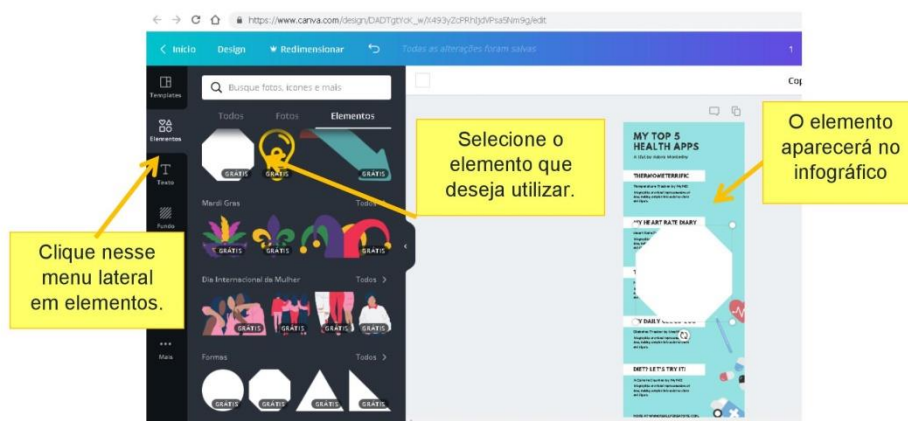 https://www.canva.com/design/DADTgtYcK_w/X493yZcPRhljdVPsa5Nm9g/edit
Início Design Redimensionar Todas as alterações foram salvas 1
Templates
Busque fotos, ícones e mais
Cop
Todos Fotos Elementos
Elementos
GRÁTIS GRÁTIS GRÁTIS
Texto
Mardi Gras Todos >
Fundo
GRÁTIS GRÁTIS GRÁTIS
Dia Internacional da Mulher Todos >
GRÁTIS GRÁTIS GRÁTIS GRÁTIS
Mais
Formas Todos >
GRÁTIS GRÁTIS GRÁTIS GRÁTIS
Clique nesse
menu lateral
em elementos.
Selecione o
elemento que
deseja utilizar.
O elemento
aparecerá no
infográfico
MY TOP 5
HEALTH APPS
THERMOMETERRIFIC
MY HEART RATE DIARY
MY DAILY
DIET? LET'S TRY IT!